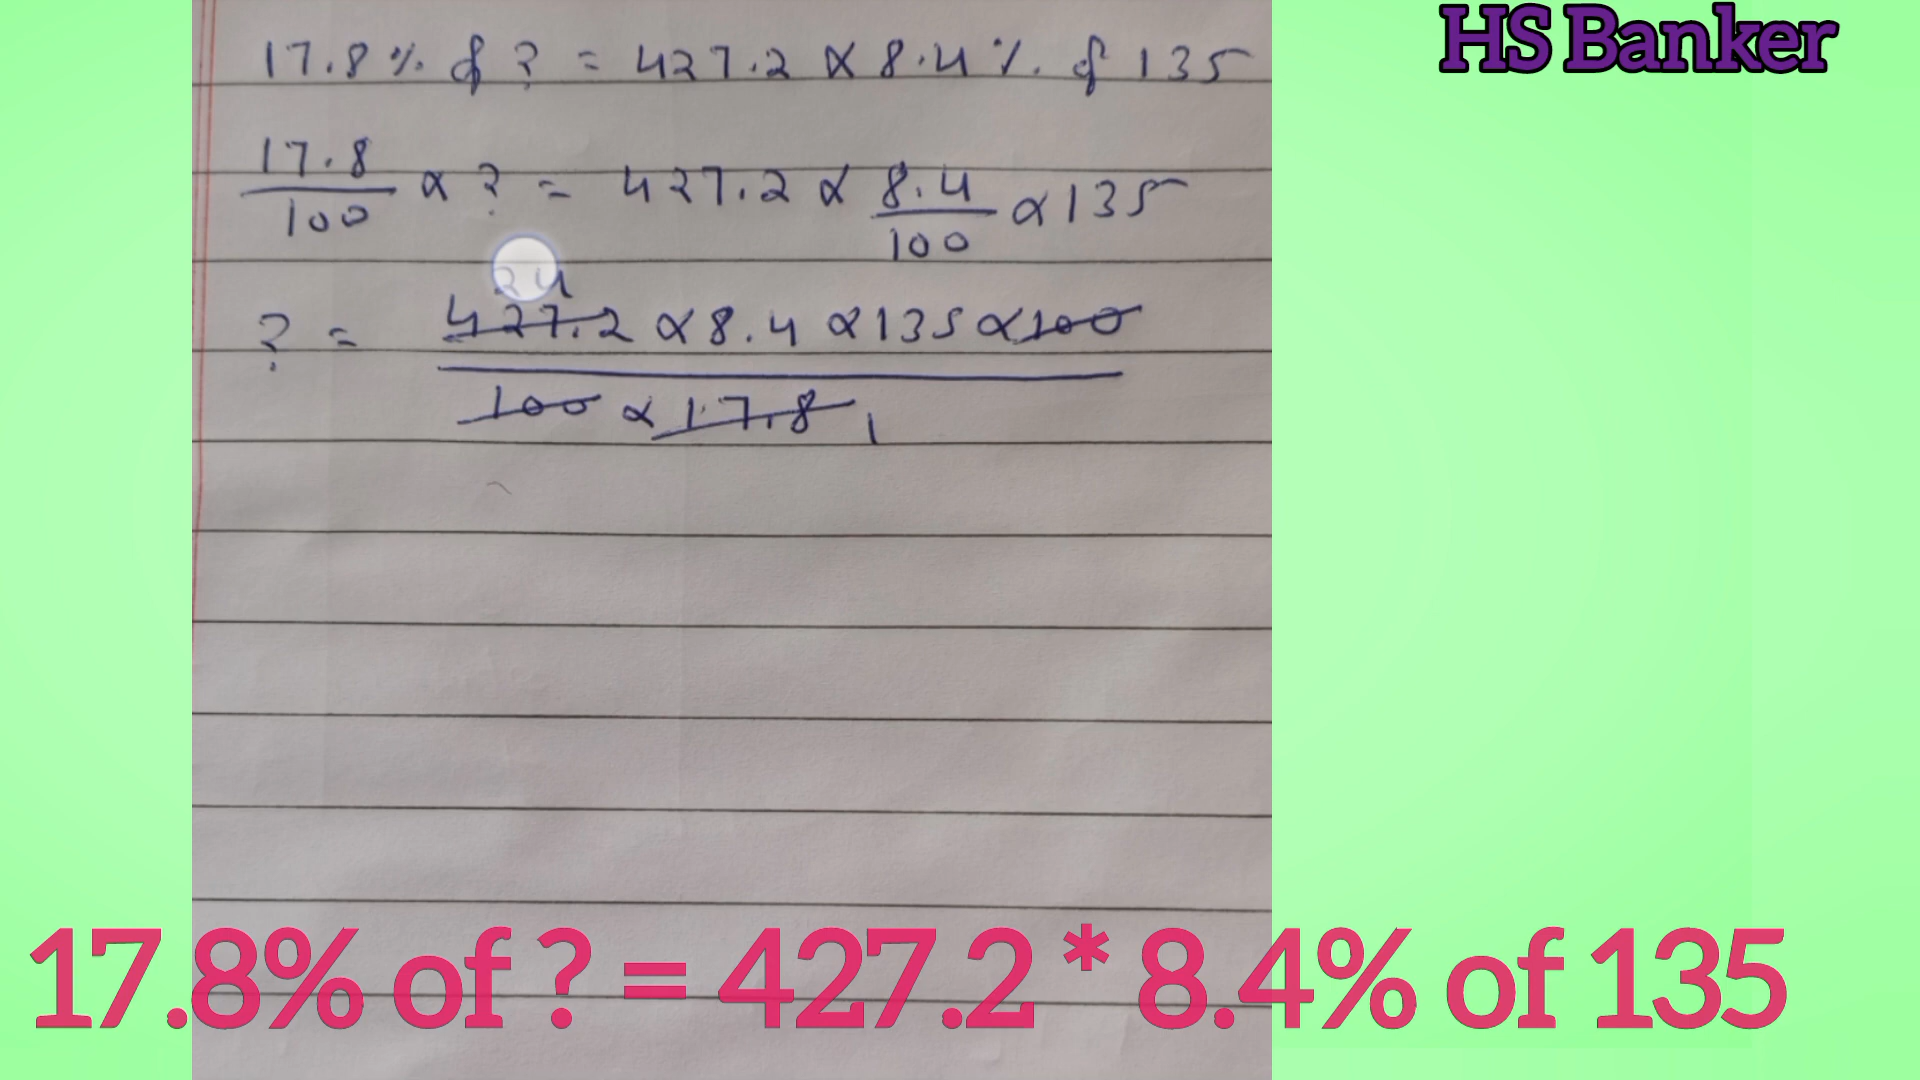 HS Banker
17.8% of ? = 427.2 × 8.4% of 135
17.8/100 × ? = 427.2 × 8.4/100 × 135
24
? = 427.2 × 8.4 × 135 × 100
100 × 17.8 1
17.8% of ? = 427.2 * 8.4% of 135